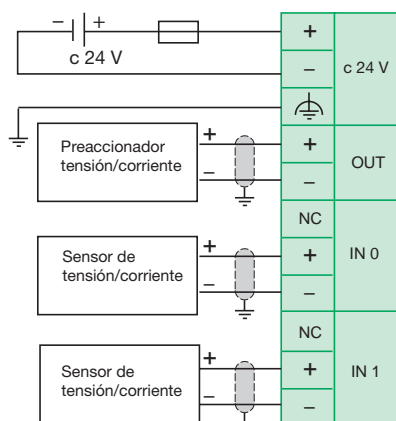 − +
+
c 24 V
−
c 24 V
Preaccionador
tensión/corriente
+
−
+
−
OUT
NC
Sensor de
tensión/corriente
+
−
+
−
IN 0
NC
Sensor de
tensión/corriente
+
−
+
−
IN 1